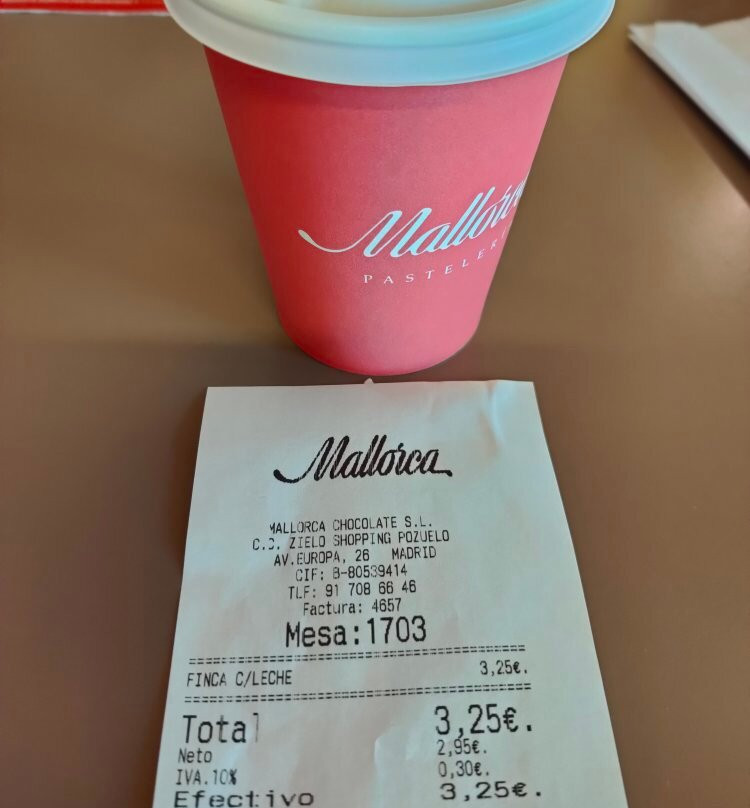 Mallorca
PASTELERI
Mallorca
MALLORCA CHOCOLATE S.L.
C.C. ZIELO SHOPPING POZUELO
AV.EUROPA, 26 MADRID
CIF: B-80539414
TLF: 91 708 66 46
Factura: 4657
Mesa:1703
FINCA C/LECHE 3,25€.
Total 3,25€.
Neto 2,95€.
IVA.10% 0,30€.
Efectivo 3,25€.